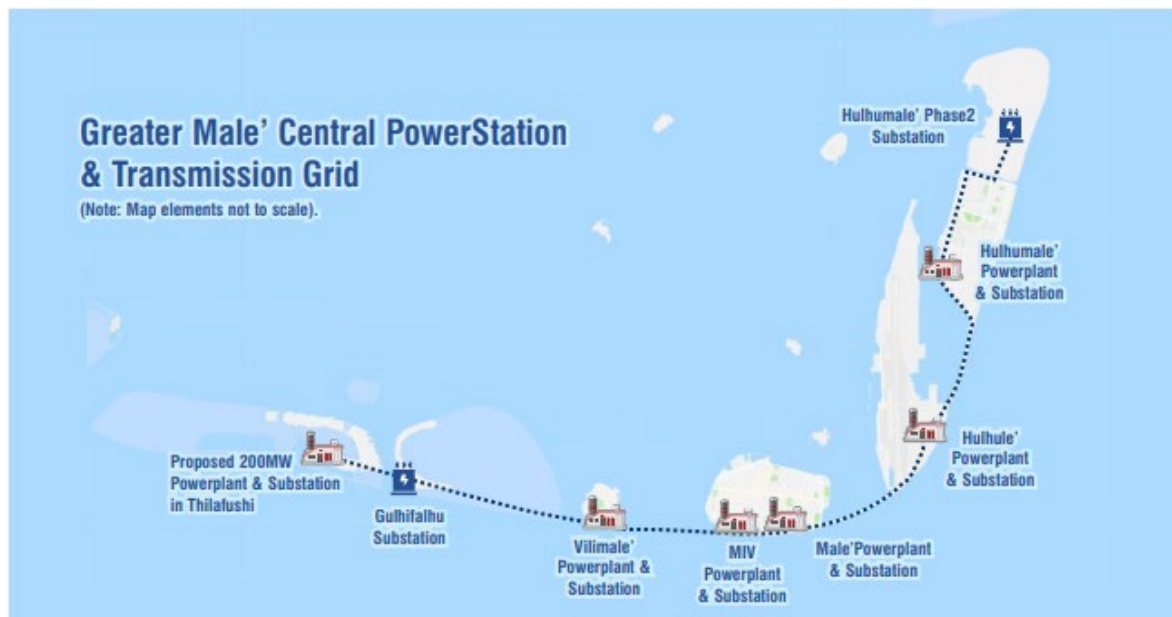 Greater Male' Central PowerStation
& Transmission Grid
(Note: Map elements not to scale).
Hulhumale' Phase2
Substation
Hulhumale'
Powerplant
& Substation
Hulhule'
Powerplant
& Substation
Proposed 200MW
Powerplant & Substation
in Thilafushi
Gulhifalhu
Substation
Vilimale'
Powerplant &
Substation
MIV
Powerplant
& Substation
Male'Powerplant
& Substation